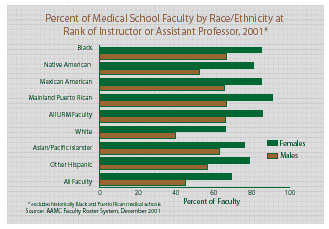 Percent of Medical School Faculty by Race/Ethnicity at
Rank of Instructor or Assistant Professor, 2001*
Black
Native American
Mexican American
Mainland Puerto Rican
All URM Faculty
White
Asian/Pacific Islander
Other Hispanic
All Faculty
Females
Males
0 20 40 60 80 100
Percent of Faculty
* excludes historically Black and Puerto Rican medical schools
Source: AAMC Faculty Roster System, December 2001